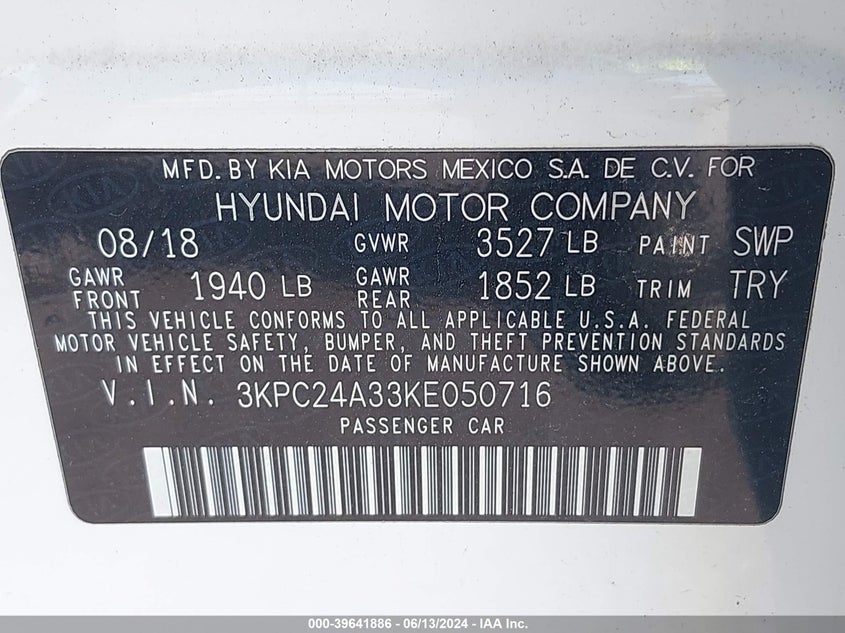 MFD. BY KIA MOTORS MEXICO S.A. DE C.V. FOR
HYUNDAI MOTOR COMPANY
08/18 GVWR 3527 LB PAINT SWP
GAWR FRONT 1940 LB GAWR REAR 1852 LB TRIM TRY
THIS VEHICLE CONFORMS TO ALL APPLICABLE U.S.A. FEDERAL
MOTOR VEHICLE SAFETY, BUMPER, AND THEFT PREVENTION STANDARDS
IN EFFECT ON THE DATE OF MANUFACTURE SHOWN ABOVE.
V.I.N. 3KPC24A33KE050716
PASSENGER CAR
000-39641886 - 06/13/2024 - IAA Inc.